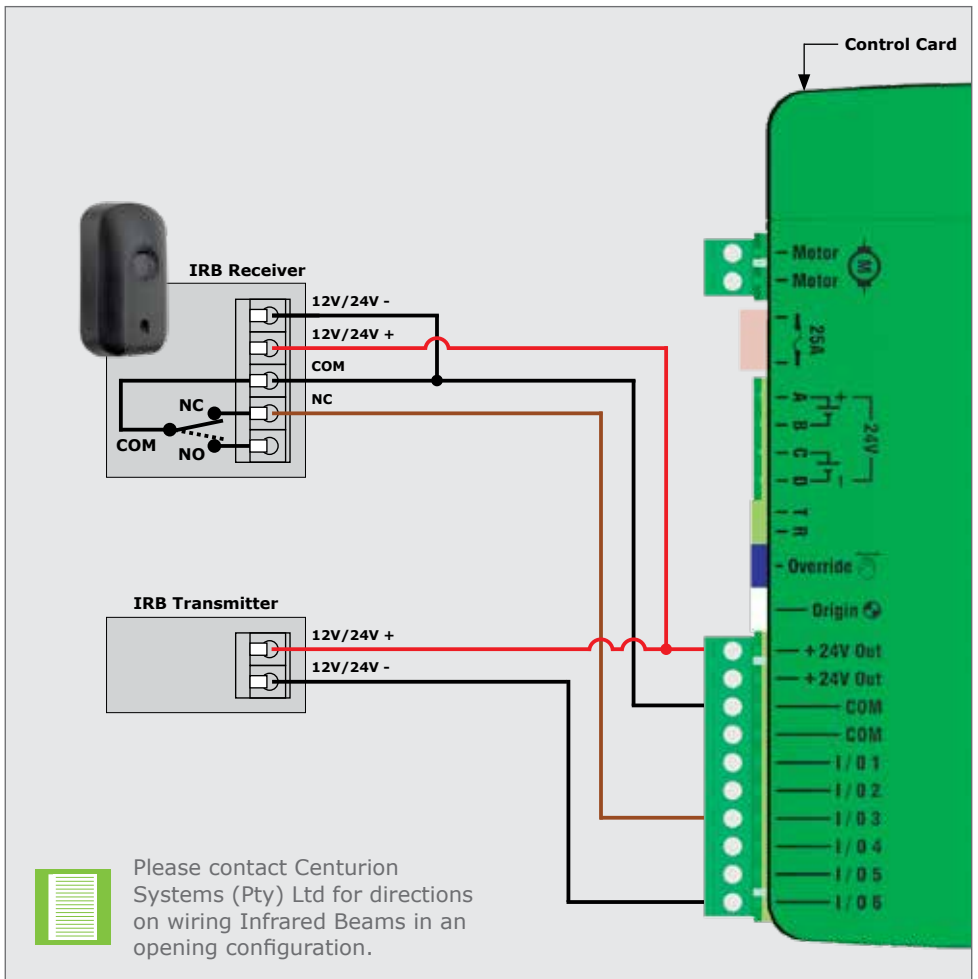 Control Card
Motor
Motor
M
25A
IRB Receiver
12V/24V -
12V/24V +
COM
NC
NC
COM
NO
A
+
B
24V
C
D
-
T
R
Override
Origin
IRB Transmitter
12V/24V +
12V/24V -
+ 24V Out
+ 24V Out
COM
COM
I / O 1
I / O 2
I / O 3
I / O 4
I / O 5
I / O 6
Please contact Centurion
Systems (Pty) Ltd for directions
on wiring Infrared Beams in an
opening configuration.